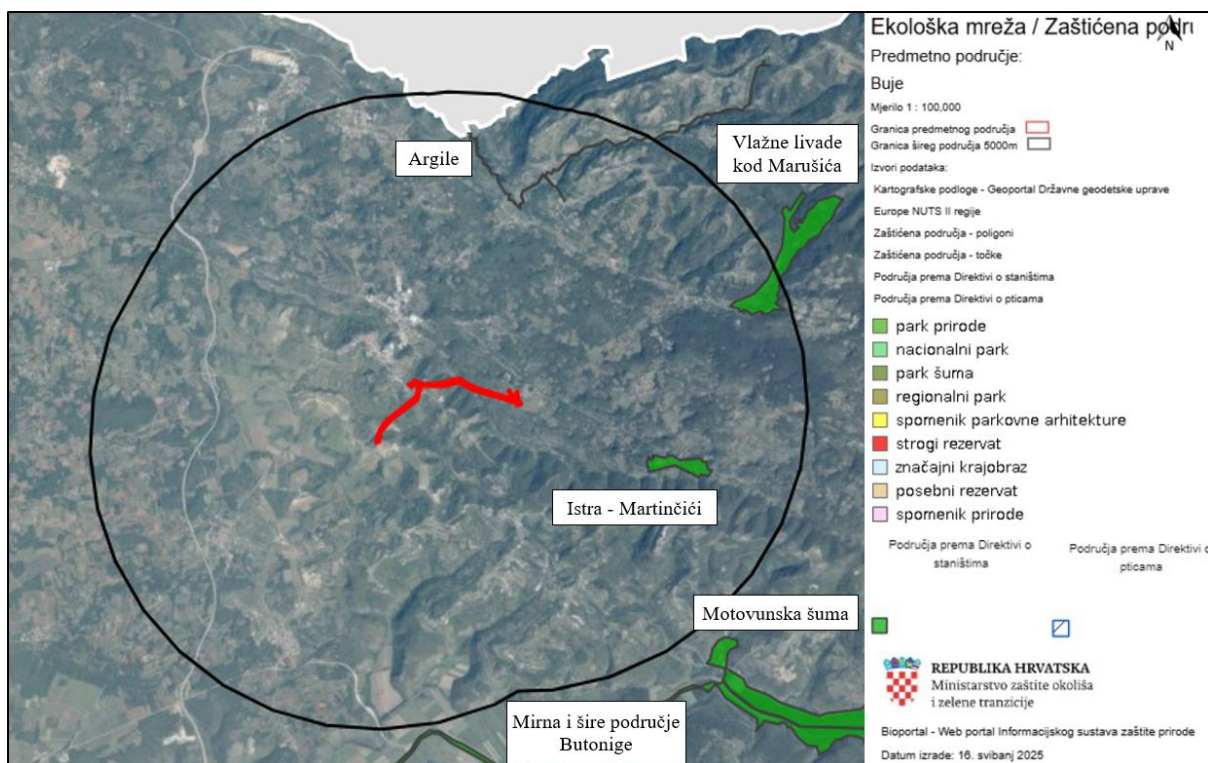 Argile
Vlažne livade
kod Marušića
Istra - Martinčići
Motovunska šuma
Mirna i šire područje
Butonige
Ekološka mreža / Zaštićena
N
Predmetno područje:
Buje
Mjerilo 1 : 100,000
Granica predmetnog područja
Granica šireg područja 5000m
Izvori podataka:
Kartografske podloge - Geoportal Državne geodetske uprave
Europe NUTS II regije
Zaštićena područja - poligoni
Zaštićena područja - točke
Područja prema Direktivi o staništima
Područja prema Direktivi o pticama
park prirode
nacionalni park
park šuma
regionalni park
spomenik parkovne arhitekture
strogi rezervat
značajni krajobraz
posebni rezervat
spomenik prirode
Područja prema Direktivi o
staništima
Područja prema Direktivi o
pticama
REPUBLIKA HRVATSKA
Ministarstvo zaštite okoliša
i zelene tranzicije
Bioportal - Web portal Informacijskog sustava zaštite prirode
Datum izrade: 16. svibanj 2025